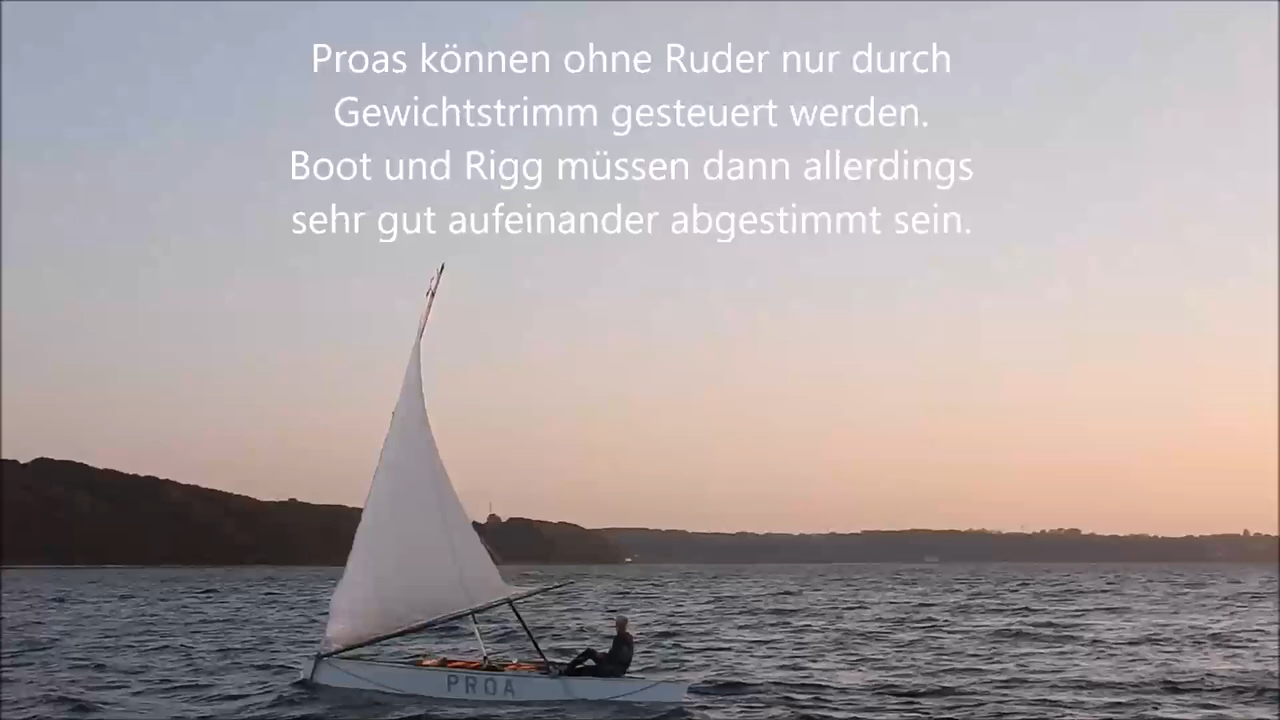 Proas können ohne Ruder nur durch
Gewichtstrimm gesteuert werden.
Boot und Rigg müssen dann allerdings
sehr gut aufeinander abgestimmt sein.
PROA